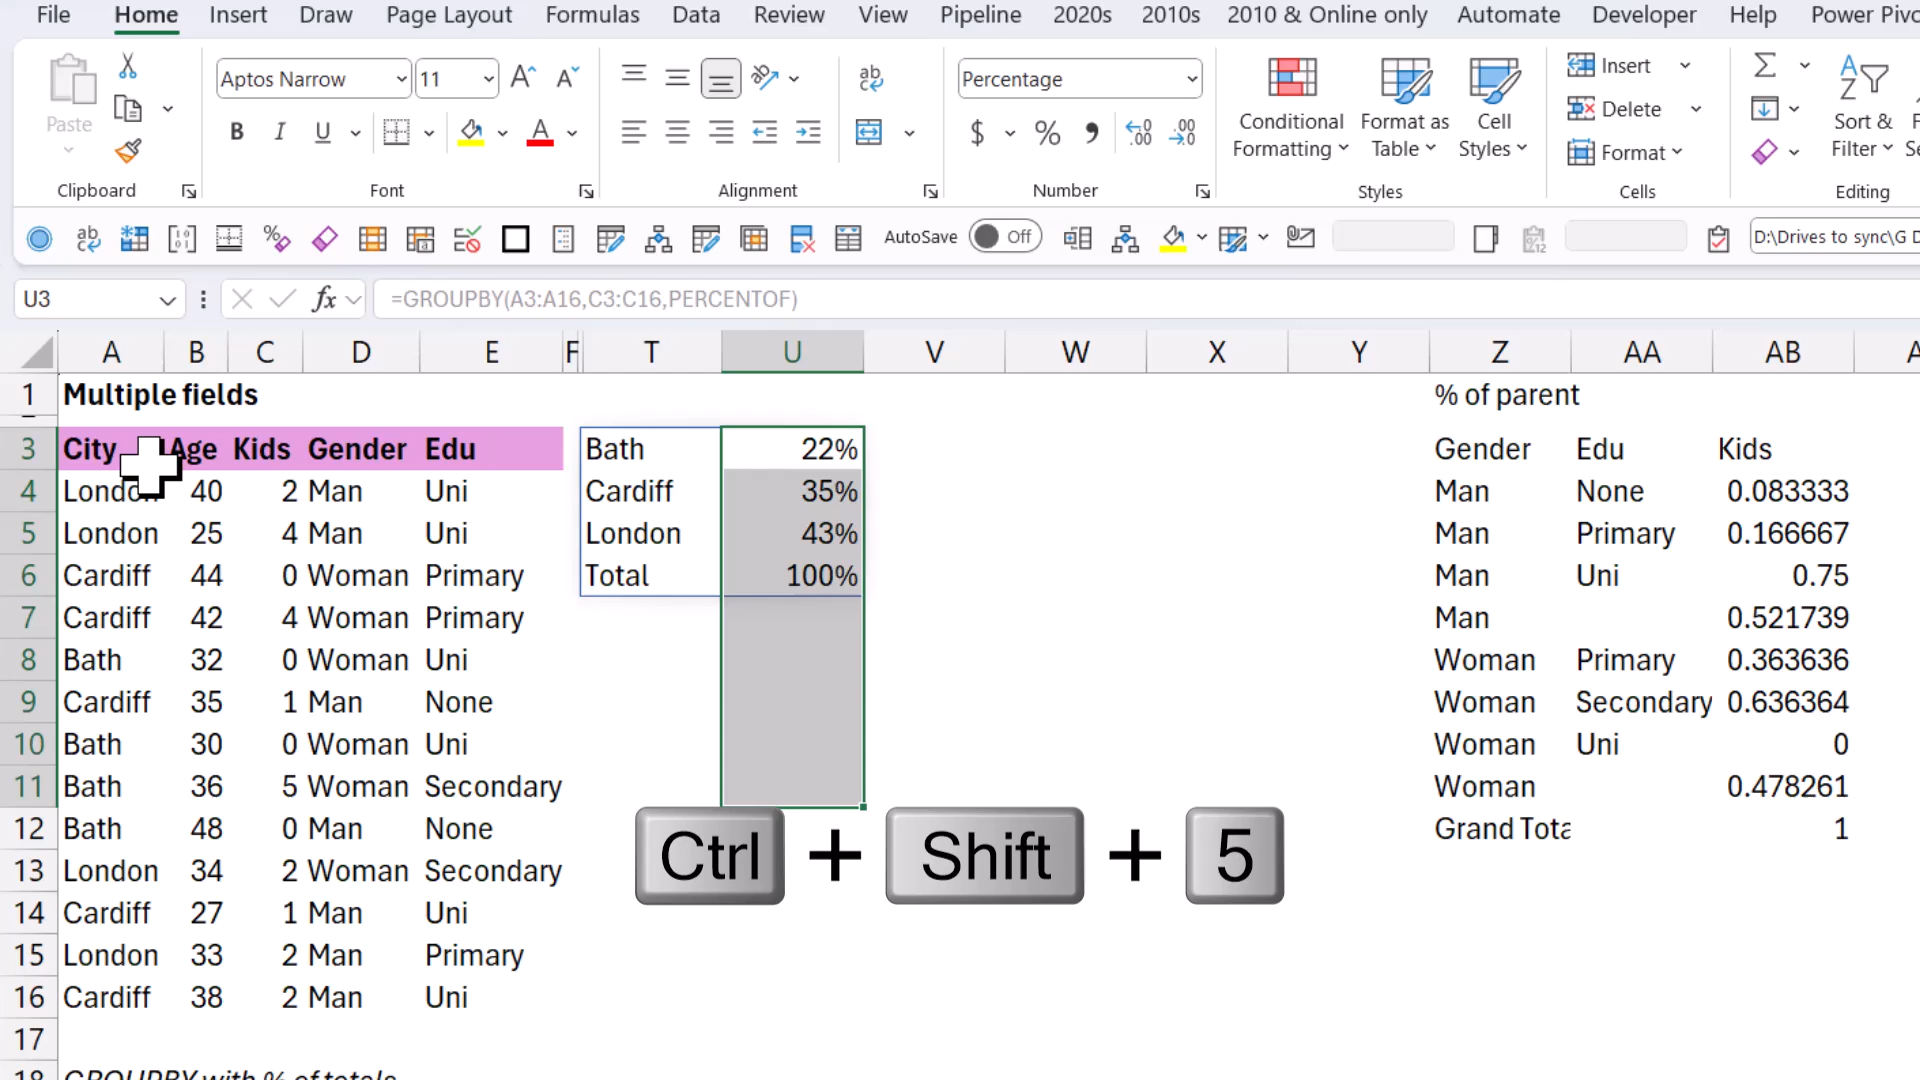 File Home Insert Draw Page Layout Formulas Data Review View Pipeline 2020s 2010s 2010 & Online only Automate Developer Help Power Pivo
Paste
Aptos Narrow 11
ab
Percentage
Conditional Formatting
Format as Table
Cell Styles
Insert
Delete
Format
Sort & Filter
B I U
$ % , .00
Clipboard Font Alignment Number Styles Cells Editing
AutoSave Off D:\Drives to sync\G D
U3 fx =GROUPBY(A3:A16,C3:C16,PERCENTOF)
A B C D E F T U V W X Y Z AA AB
1 Multiple fields % of parent
3 City Age Kids Gender Edu Bath 22% Gender Edu Kids
4 London 40 2 Man Uni Cardiff 35% Man None 0.083333
5 London 25 4 Man Uni London 43% Man Primary 0.166667
6 Cardiff 44 0 Woman Primary Total 100% Man Uni 0.75
7 Cardiff 42 4 Woman Primary Man 0.521739
8 Bath 32 0 Woman Uni Woman Primary 0.363636
9 Cardiff 35 1 Man None Woman Secondary 0.636364
10 Bath 30 0 Woman Uni Woman Uni 0
11 Bath 36 5 Woman Secondary Woman 0.478261
12 Bath 48 0 Man None Grand Tota 1
Ctrl + Shift + 5
13 London 34 2 Woman Secondary
14 Cardiff 27 1 Man Uni
15 London 33 2 Man Primary
16 Cardiff 38 2 Man Uni
17
18 GROUPBY with % of totals